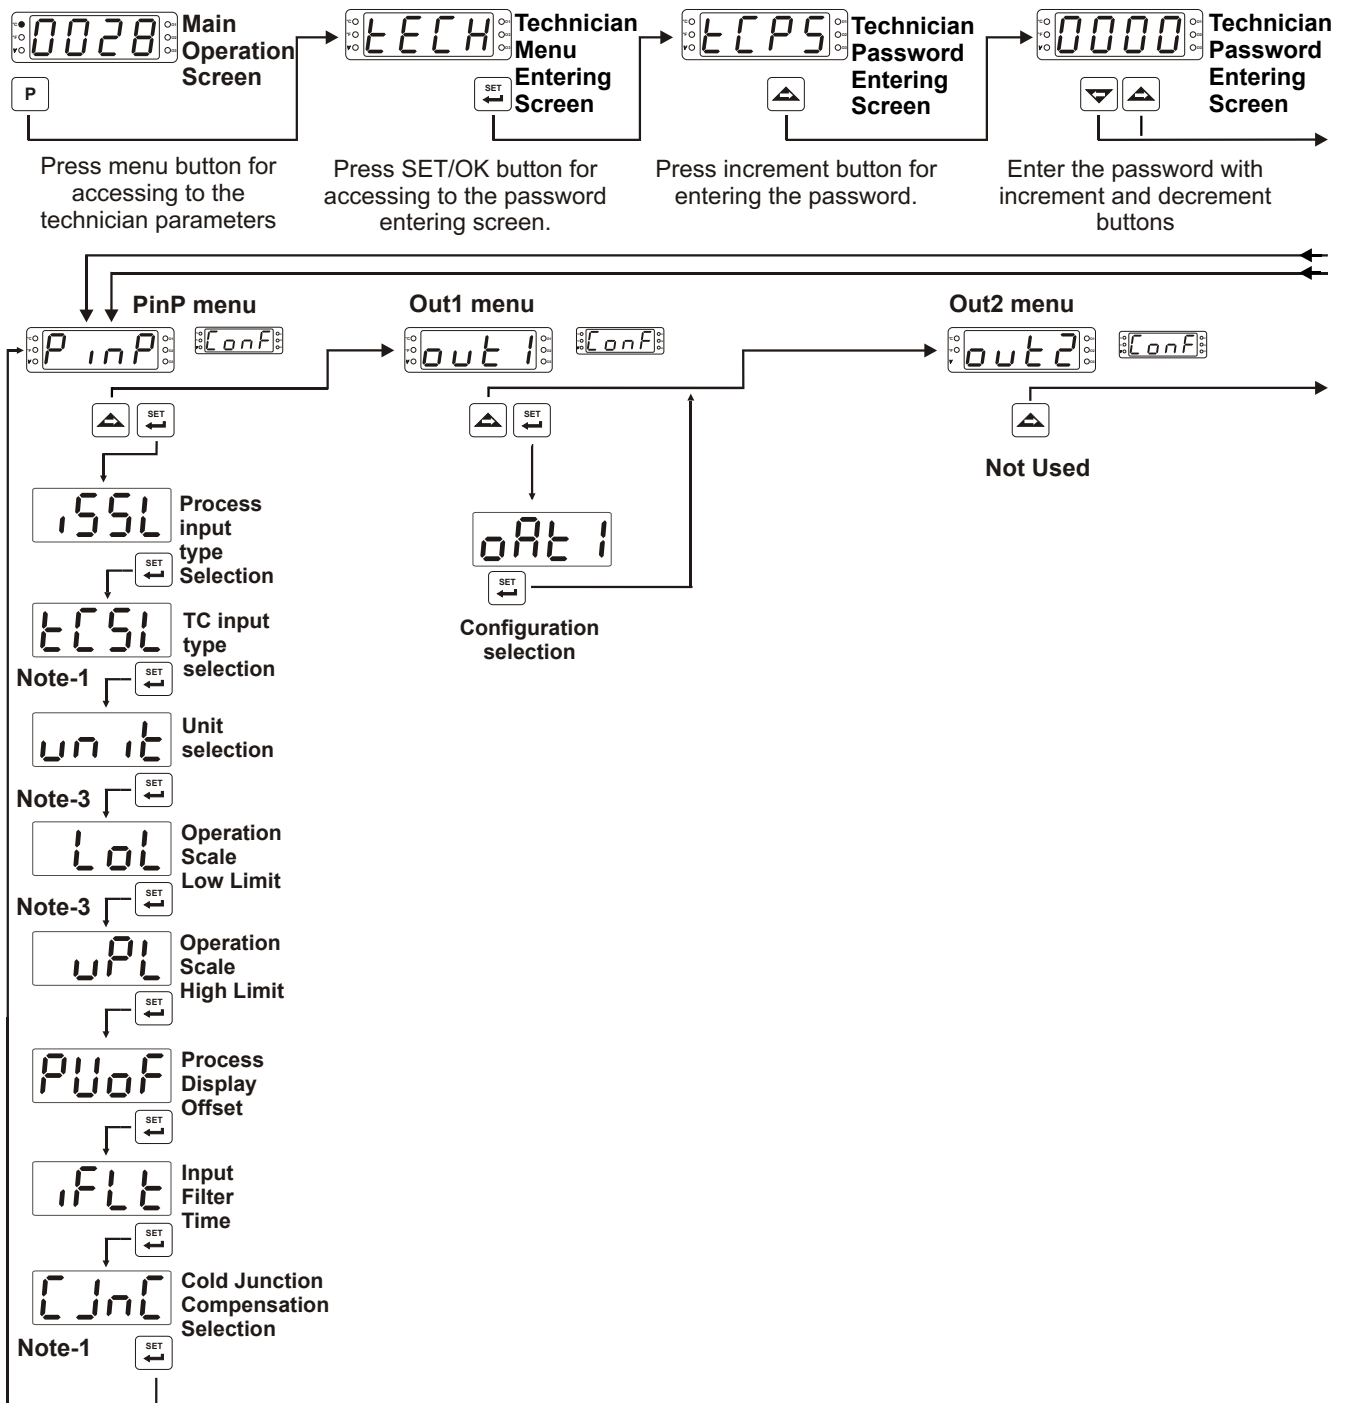 0028
Main
Operation
Screen
P
Press menu button for
accessing to the
technician parameters
tECH
Technician
Menu
Entering
Screen
SET
Press SET/OK button for
accessing to the password
entering screen.
tCPS
Technician
Password
Entering
Screen
Press increment button for
entering the password.
0000
Technician
Password
Entering
Screen
Enter the password with
increment and decrement
buttons
PinP menu
PinP
ConF
SET
iSSL
Process
input
type
Selection
SET
tCSL
TC input
type
selection
Note-1
SET
unit
Unit
selection
Note-3
SET
LoL
Operation
Scale
Low Limit
Note-3
SET
uPL
Operation
Scale
High Limit
SET
PUoF
Process
Display
Offset
SET
iFLt
Input
Filter
Time
SET
CJnC
Cold Junction
Compensation
Selection
Note-1
SET
Out1 menu
out1
ConF
SET
oAt1
SET
Configuration
selection
Out2 menu
out2
ConF
Not Used